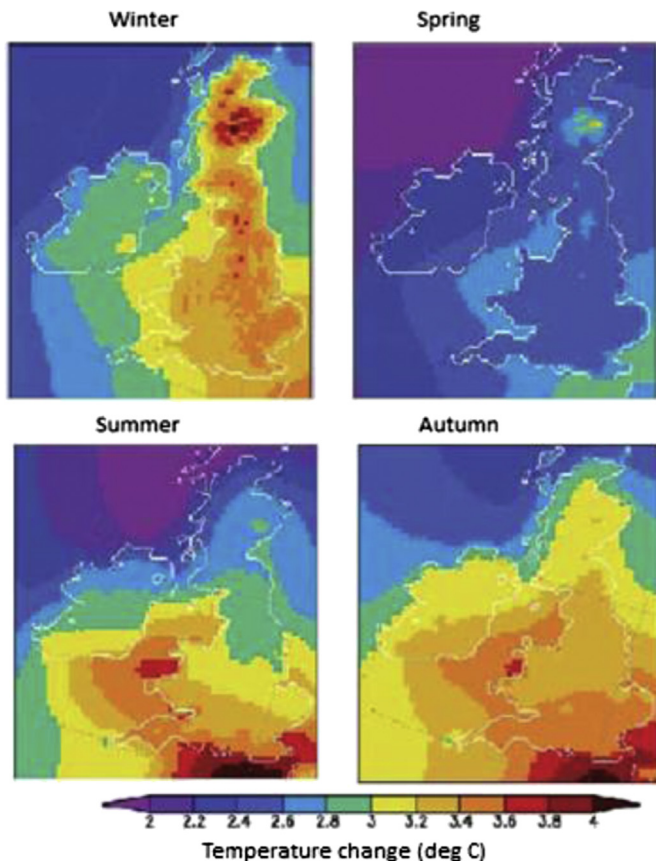 Winter Spring
Summer Autumn
2 2.2 2.4 2.6 2.8 3 3.2 3.4 3.6 3.8 4
Temperature change (deg C)